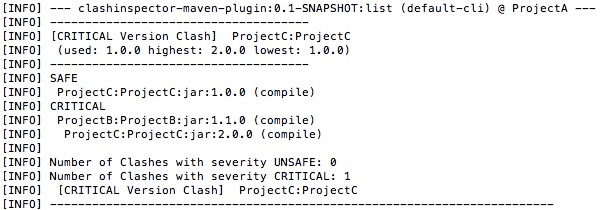 [INFO] --- clashinspector-maven-plugin:0.1-SNAPSHOT:list (default-cli) @ ProjectA ---
[INFO] -------------------------------------
[INFO] [CRITICAL Version Clash]  ProjectC:ProjectC
[INFO]  (used: 1.0.0 highest: 2.0.0 lowest: 1.0.0)
[INFO] -------------------------------------
[INFO] SAFE
[INFO]  ProjectC:ProjectC:jar:1.0.0 (compile)
[INFO] CRITICAL
[INFO]  ProjectB:ProjectB:jar:1.1.0 (compile)
[INFO]   ProjectC:ProjectC:jar:2.0.0 (compile)
[INFO]
[INFO] Number of Clashes with severity UNSAFE: 0
[INFO] Number of Clashes with severity CRITICAL: 1
[INFO]  [CRITICAL Version Clash]  ProjectC:ProjectC
[INFO] ------------------------------------------------------------------------